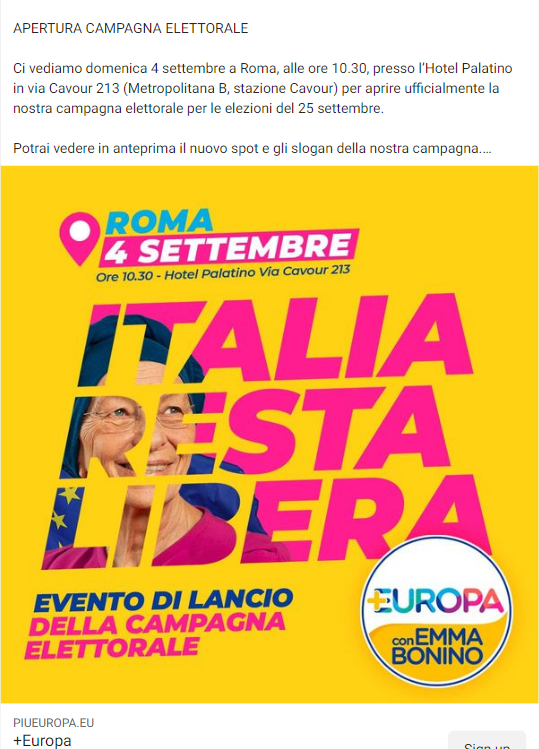 APERTURA CAMPAGNA ELETTORALE
Ci vediamo domenica 4 settembre a Roma, alle ore 10.30, presso l'Hotel Palatino
in via Cavour 213 (Metropolitana B, stazione Cavour) per aprire ufficialmente la
nostra campagna elettorale per le elezioni del 25 settembre.
Potrai vedere in anteprima il nuovo spot e gli slogan della nostra campagna....
ROMA
4 SETTEMBRE
Ore 10.30 - Hotel Palatino Via Cavour 213
ITALIA
RESTA
LIBERA
EVENTO DI LANCIO
DELLA CAMPAGNA
ELETTORALE
+EUROPA
con EMMA
BONINO
PIUEUROPA.EU
+Europa
Sign up